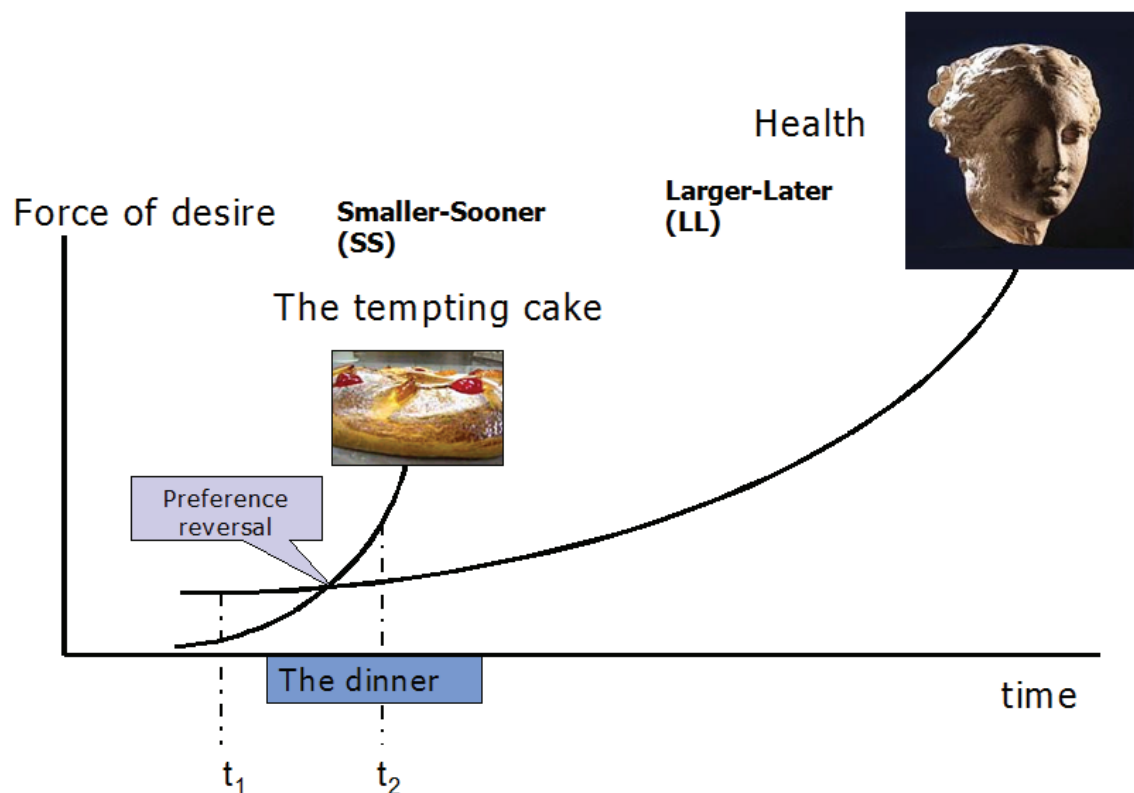 Health
Larger-Later
(LL)
Force of desire
Smaller-Sooner
(SS)
The tempting cake
Preference
reversal
The dinner
time
t₁
t₂